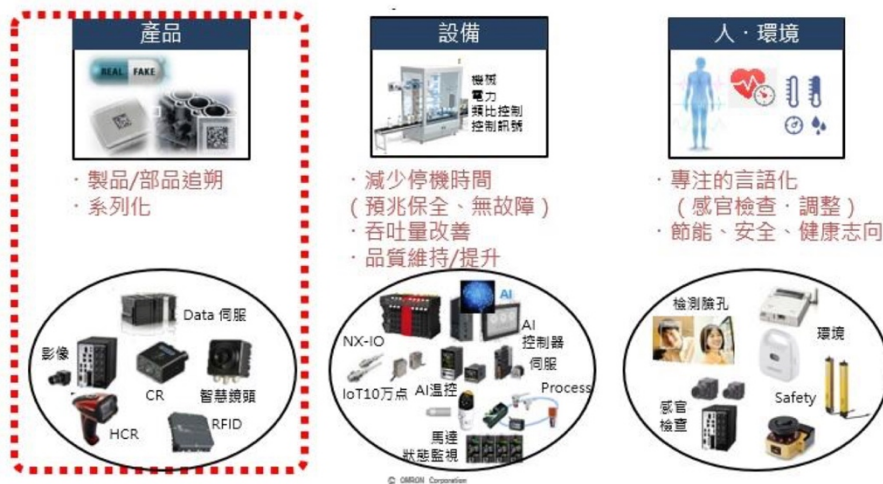 產品
REAL FAKE
· 製品/部品追朔
· 系列化
Data 伺服
影像
CR
智慧鏡頭
HCR
RFID
設備
機械
電力
類比控制
控制訊號
· 減少停機時間
(預兆保全、無故障)
· 吞吐量改善
· 品質維持/提升
AI
NX-IO
AI
控制器
伺服
IoT10万点
AI溫控
Process
馬達
狀態監視
人 · 環境
· 專注的言語化
(感官檢查 · 調整)
· 節能、安全、健康志向
檢測臉孔
環境
Safety
感官
檢查
© OMRON Corporation